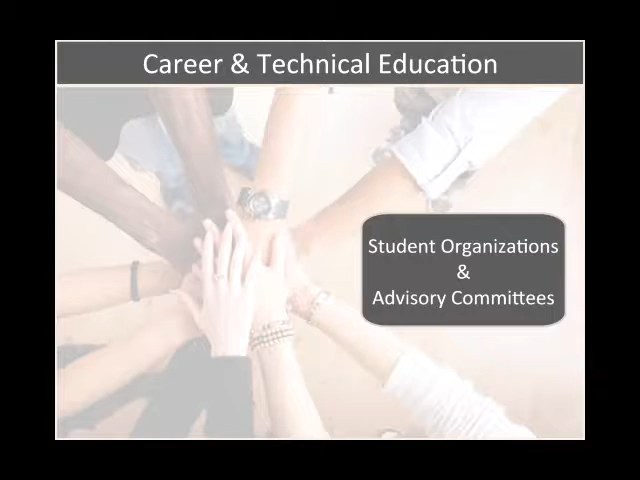 Career & Technical Education
Student Organizations
&
Advisory Committees